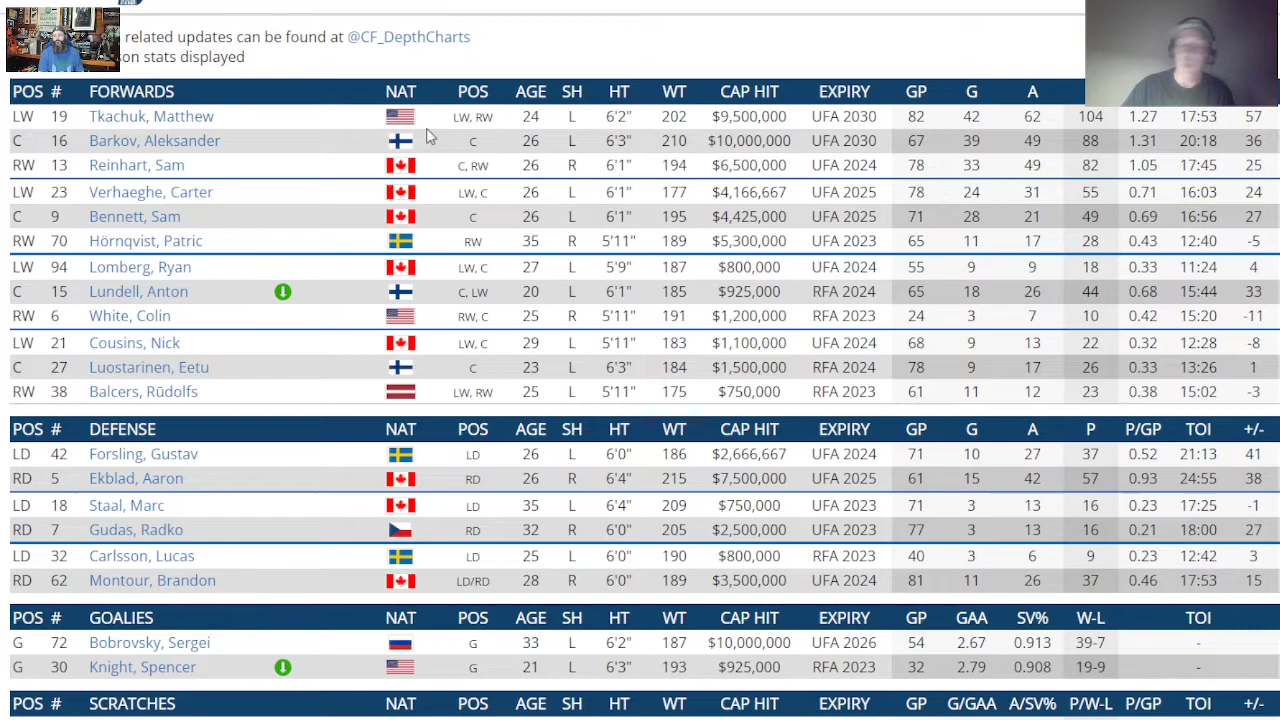 related updates can be found at @CF_DepthCharts
on stats displayed
POS # FORWARDS NAT POS AGE SH HT WT CAP HIT EXPIRY GP G A
LW 19 Tkachuk, Matthew LW, RW 24 L 6'2" 202 $9,500,000 UFA 2030 82 42 62 104 1.27 17:53 57
C 16 Barkov, Aleksander C 26 L 6'3" 210 $10,000,000 UFA 2030 67 39 49 88 1.31 20:18 36
RW 13 Reinhart, Sam C, RW 26 R 6'1" 194 $6,500,000 UFA 2024 78 33 49 82 1.05 17:45 25
LW 23 Verhaeghe, Carter LW, C 26 L 6'1" 177 $4,166,667 UFA 2025 78 24 31 55 0.71 16:03 24
C 9 Bennett, Sam C 26 L 6'1" 195 $4,425,000 UFA 2025 71 28 21 49 0.69 16:56 27
RW 70 Hörnqvist, Patric RW 35 R 5'11" 189 $5,300,000 UFA 2023 65 11 17 28 0.43 12:40 -5
LW 94 Lomberg, Ryan LW, C 27 L 5'9" 187 $800,000 UFA 2024 55 9 9 18 0.33 11:24 4
C 15 Lundell, Anton C, LW 20 L 6'1" 185 $925,000 RFA 2024 65 18 26 44 0.68 15:44 33
RW 6 White, Colin RW, C 25 R 5'11" 191 $1,200,000 RFA 2023 24 3 7 10 0.42 15:20 -11
LW 21 Cousins, Nick LW, C 29 L 5'11" 183 $1,100,000 UFA 2024 68 9 13 22 0.32 12:28 -8
C 27 Luostarinen, Eetu C 23 L 6'3" 184 $1,500,000 RFA 2024 78 9 17 26 0.33 13:26 1
RW 38 Balcers, Rūdolfs LW, RW 25 L 5'11" 175 $750,000 RFA 2023 61 11 12 23 0.38 15:02 -3
POS # DEFENSE NAT POS AGE SH HT WT CAP HIT EXPIRY GP G A P P/GP TOI +/-
LD 42 Forsling, Gustav LD 26 L 6'0" 186 $2,666,667 UFA 2024 71 10 27 37 0.52 21:13 41
RD 5 Ekblad, Aaron RD 26 R 6'4" 215 $7,500,000 UFA 2025 61 15 42 57 0.93 24:55 38
LD 18 Staal, Marc LD 35 L 6'4" 209 $750,000 UFA 2023 71 3 13 16 0.23 17:25 -1
RD 7 Gudas, Radko RD 32 R 6'0" 205 $2,500,000 UFA 2023 77 3 13 16 0.21 18:00 27
LD 32 Carlsson, Lucas LD 25 L 6'0" 190 $800,000 RFA 2023 40 3 6 9 0.23 12:42 3
RD 62 Montour, Brandon LD/RD 28 R 6'0" 189 $3,500,000 UFA 2024 81 11 26 37 0.46 17:53 15
POS # GOALIES NAT POS AGE SH HT WT CAP HIT EXPIRY GP GAA SV% W-L TOI
G 72 Bobrovsky, Sergei G 33 L 6'2" 187 $10,000,000 UFA 2026 54 2.67 0.913 39-7 -
G 30 Knight, Spencer G 21 L 6'3" 193 $925,000 RFA 2023 32 2.79 0.908 19-9 -
POS # SCRATCHES NAT POS AGE SH HT WT CAP HIT EXPIRY GP G/GAA A/SV% P/W-L P/GP TOI +/-